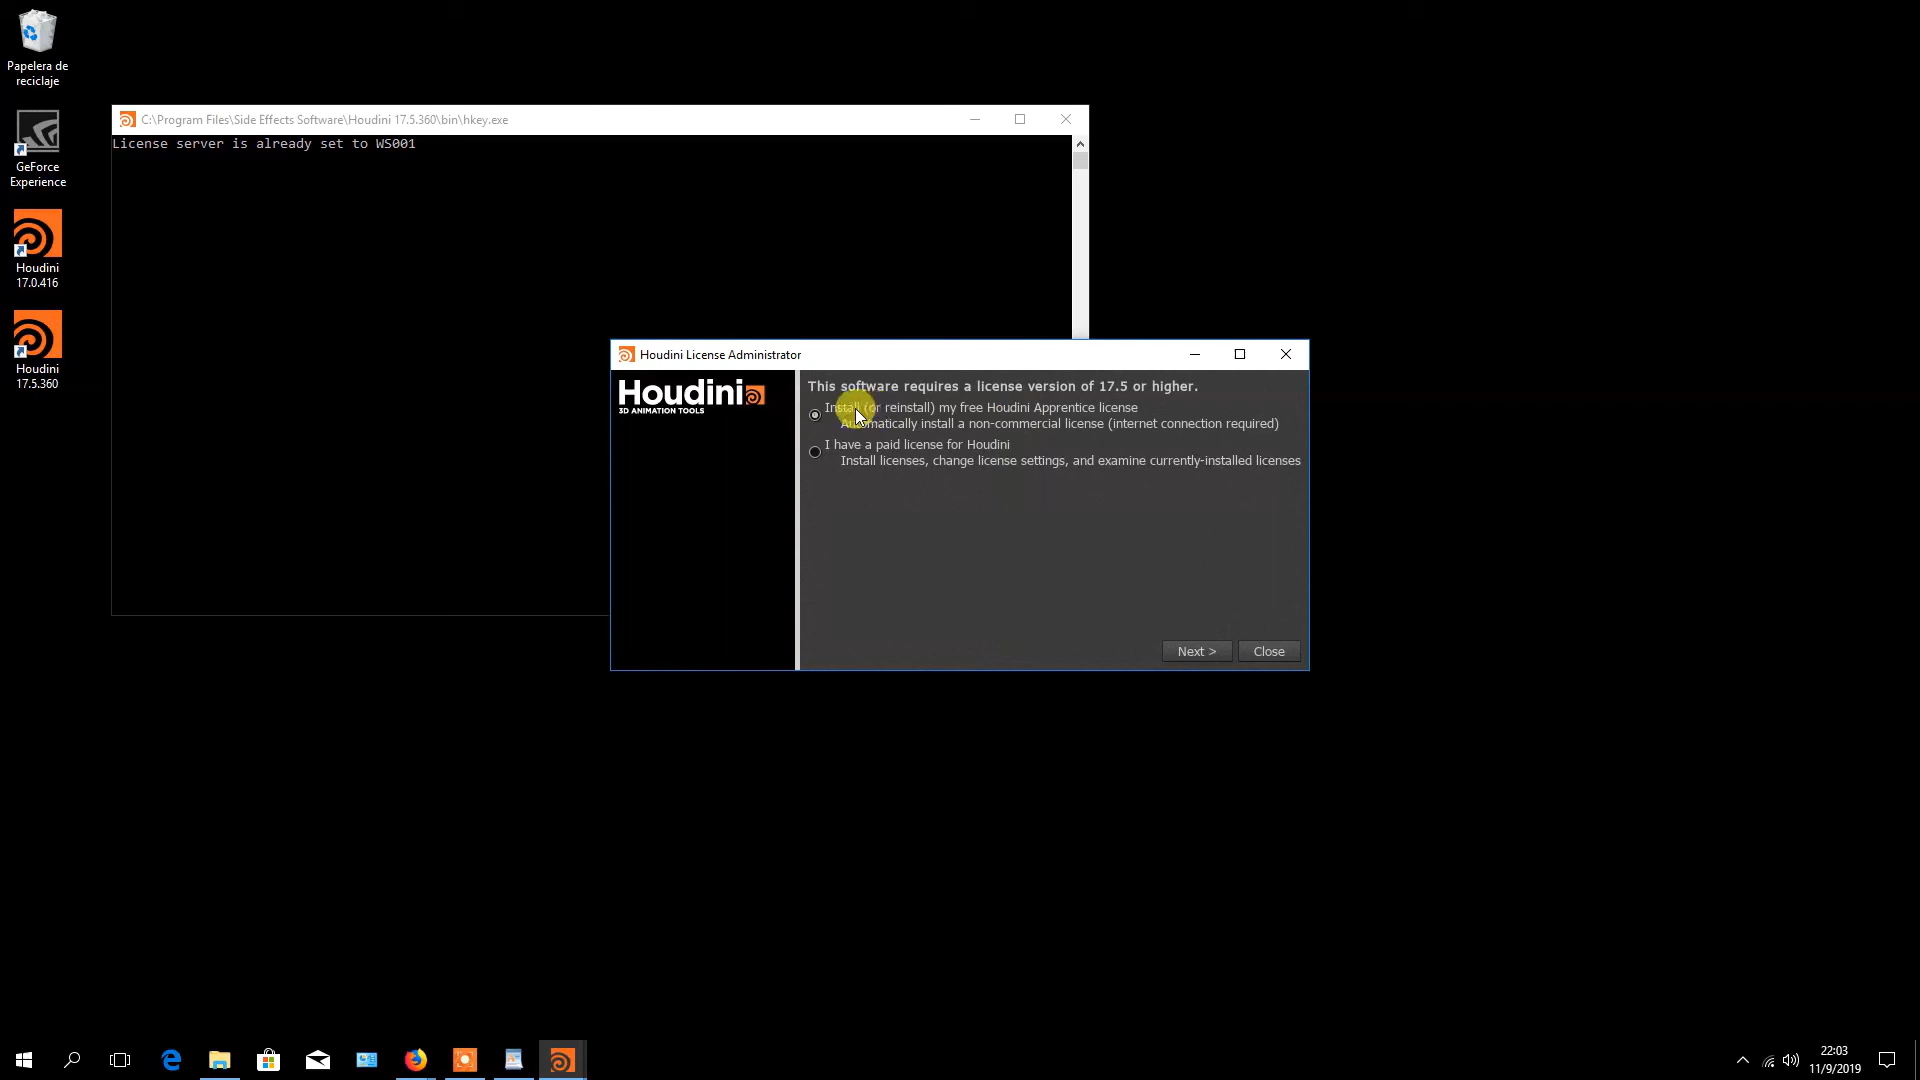 Papelera de
reciclaje
GeForce
Experience
Houdini
17.0.416
Houdini
17.5.360
C:\Program Files\Side Effects Software\Houdini 17.5.360\bin\hkey.exe
License server is already set to WS001
Houdini License Administrator
Houdini
3D ANIMATION TOOLS
This software requires a license version of 17.5 or higher.
Install (or reinstall) my free Houdini Apprentice license
Automatically install a non-commercial license (internet connection required)
I have a paid license for Houdini
Install licenses, change license settings, and examine currently-installed licenses
Next >
Close
22:03
11/9/2019